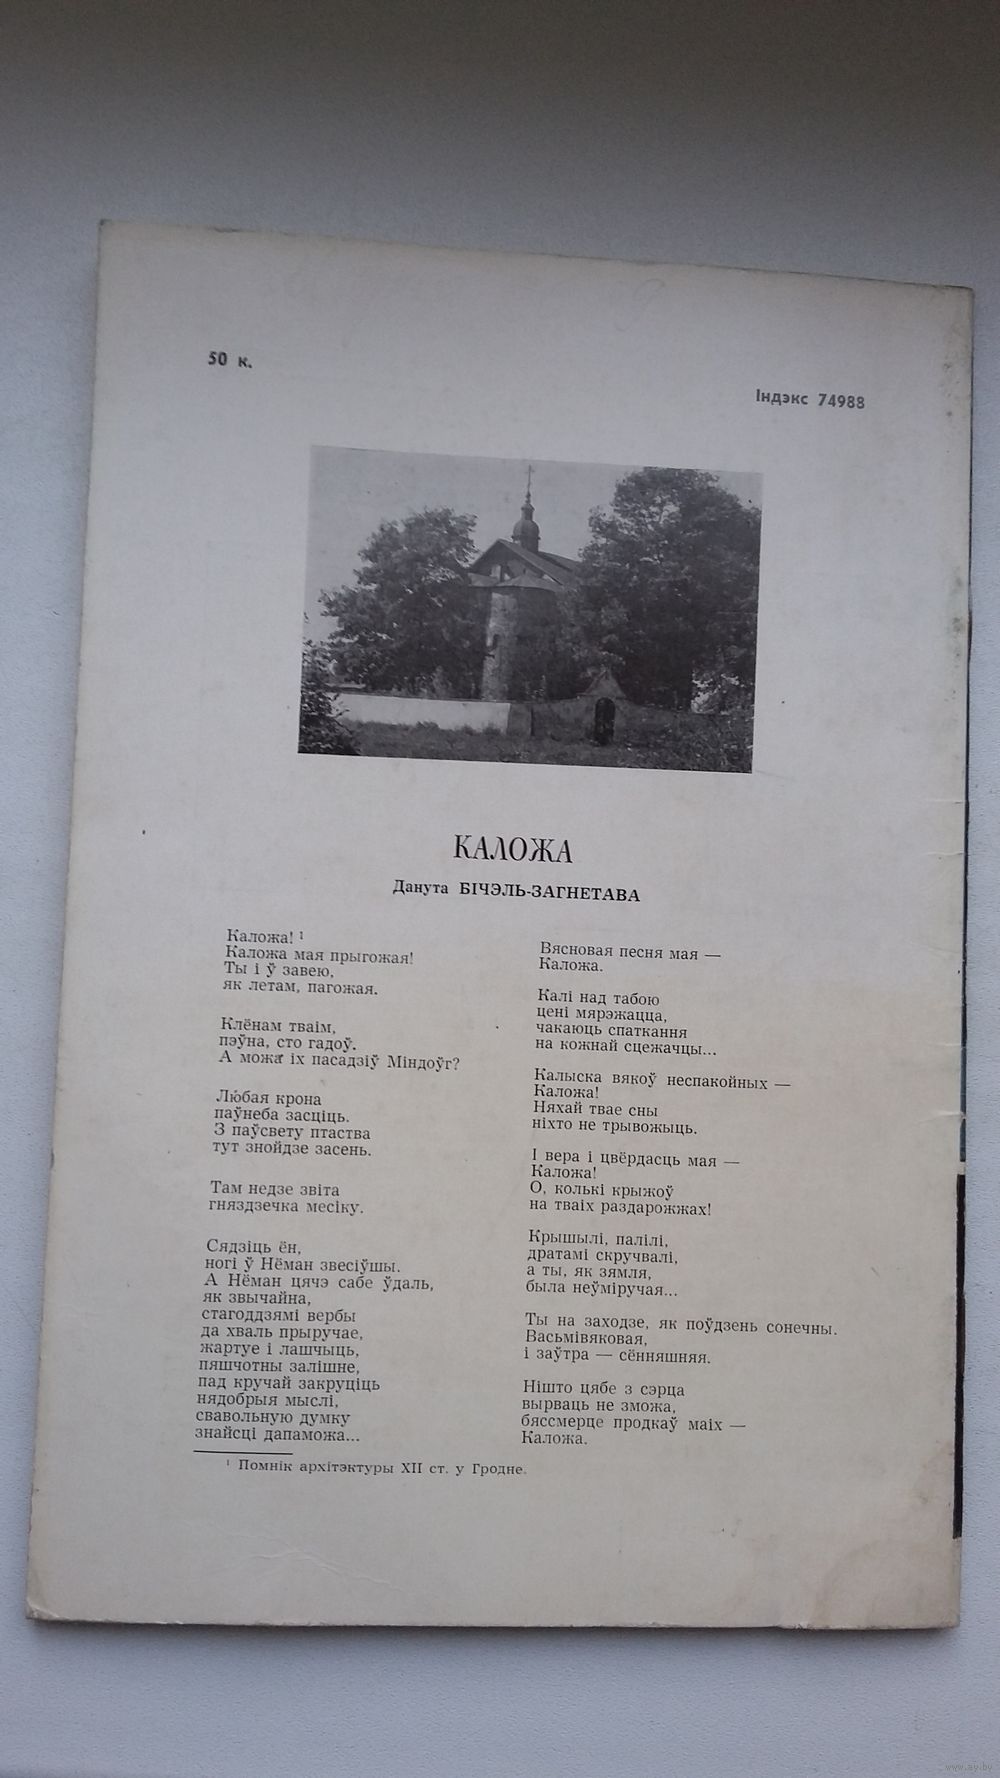 50 к.
Індэкс 74988
КАЛОЖА
Данута БІЧЭЛЬ-ЗАГНЕТАВА
Каложа! ¹
Каложа мая прыгожая!
Ты і ў завею,
як летам, пагожая.
Клёнам тваім,
пэўна, сто гадоў.
А можа іх пасадзіў Міндоўг?
Любая крона
паўнеба засціць.
З паўсвету птаства
тут знойдзе засень.
Там недзе звіта
гняздзечка месіку.
Сядзіць ён,
ногі ў Нёман звесіўшы.
А Нёман цячэ сабе ўдаль,
як звычайна,
стагоддзямі вербы
да хваль прыручае,
жартуе і лашчыць,
пяшчотны залішне,
пад кручай закруціць
нядобрыя мыслі,
свавольную думку
знайсці дапаможа...
Вясновая песня мая —
Каложа.
Калі над табою
цені мярэжацца,
чакаюць спаткання
на кожнай сцежачцы...
Калыска вякоў неспакойных —
Каложа!
Няхай твае сны
ніхто не трывожыць.
І вера і цвёрдасць мая —
Каложа!
О, колькі крыжоў
на тваіх раздарожжах!
Крышылі, палілі,
дратамі скручвалі,
а ты, як зямля,
была неўміручая...
Ты на заходзе, як поўдзень сонечны.
Васьмівяковая,
і заўтра — сённяшняя.
Нішто цябе з сэрца
вырваць не зможа,
бяссмерце продкаў маіх —
Каложа.
¹ Помнік архітэктуры XII ст. у Гродне.
www.ay.by